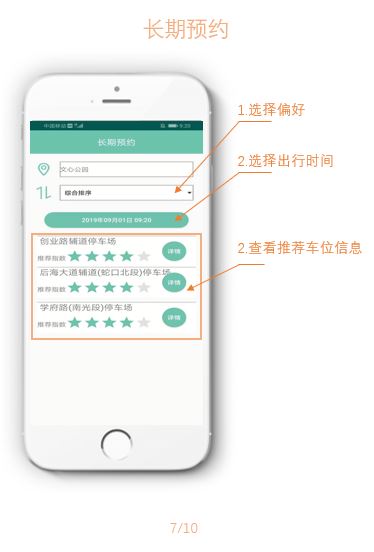 长期预约
中国移动
9:20
长期预约
1.选择偏好
文心公园
综合排序
2.选择出行时间
2019年09月01日 09:20
2.查看推荐车位信息
创业路辅道停车场
推荐指数
详情
后海大道辅道(蛇口北段)停车场
推荐指数
详情
学府路(南光段)停车场
推荐指数
详情
7/10